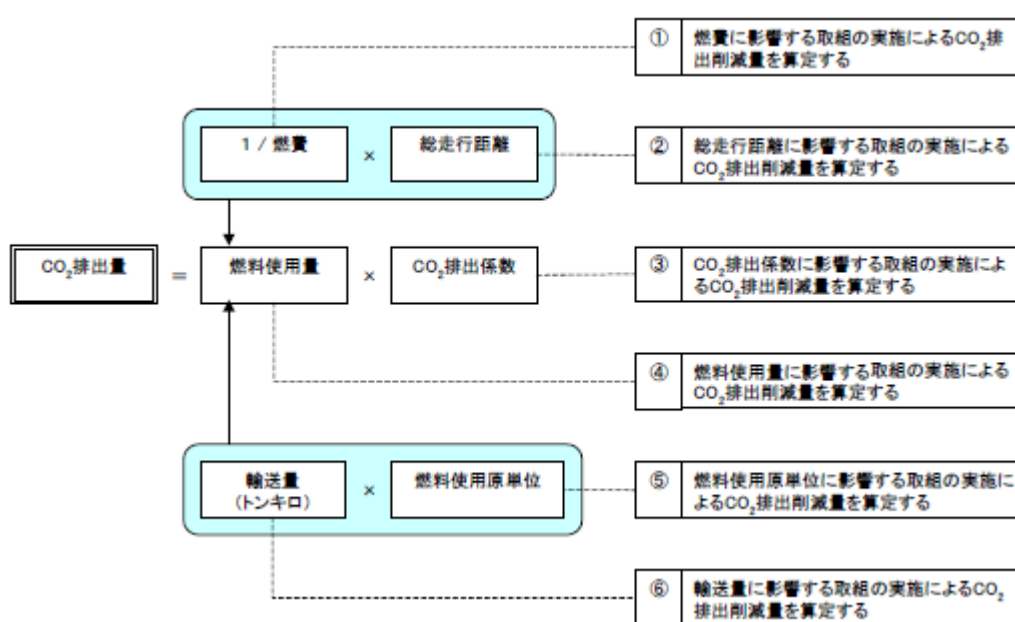 ① 燃費に影響する取組の実施によるCO₂排
出削減量を算定する
1 / 燃費 × 総走行距離
② 総走行距離に影響する取組の実施による
CO₂排出削減量を算定する
CO₂排出量 = 燃料使用量 × CO₂排出係数
③ CO₂排出係数に影響する取組の実施によ
るCO₂排出削減量を算定する
④ 燃料使用量に影響する取組の実施による
CO₂排出削減量を算定する
輸送量
(トンキロ)
× 燃料使用原単位
⑤ 燃料使用原単位に影響する取組の実施に
よるCO₂排出削減量を算定する
⑥ 輸送量に影響する取組の実施によるCO₂
排出削減量を算定する